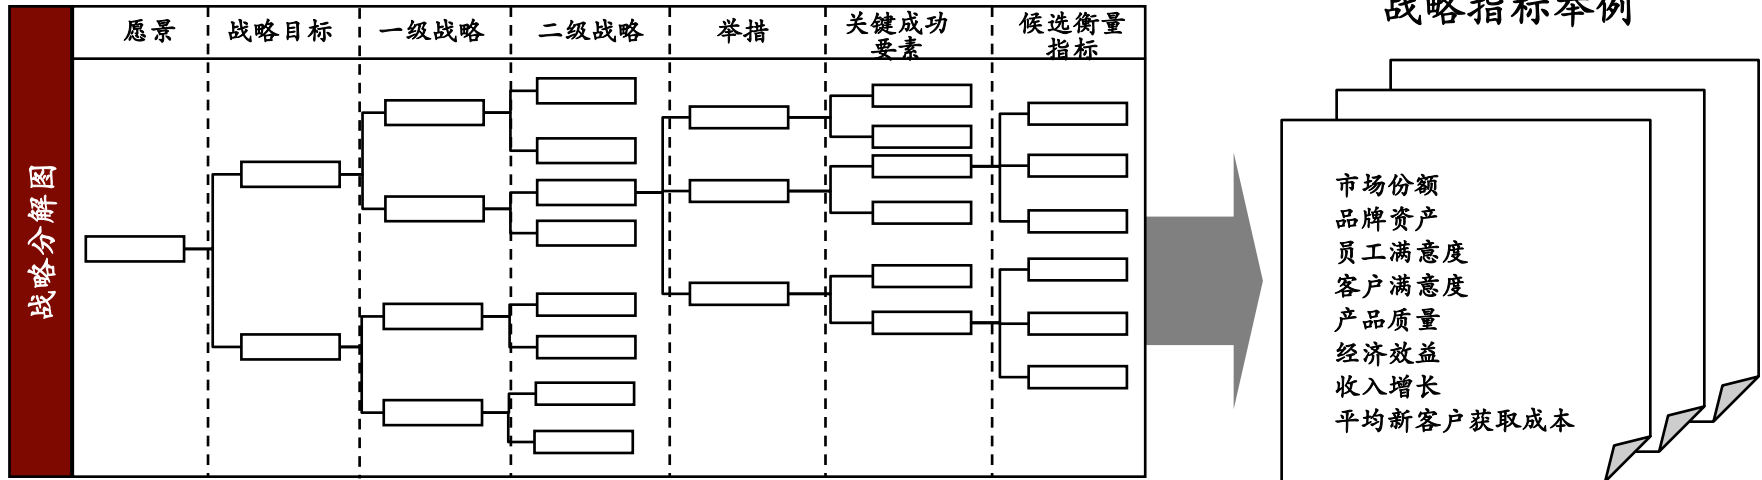 战略指标举例
愿景
战略目标
一级战略
二级战略
举措
关键成功
要素
候选衡量
指标
战略分解图
市场份额
品牌资产
员工满意度
客户满意度
产品质量
经济效益
收入增长
平均新客户获取成本